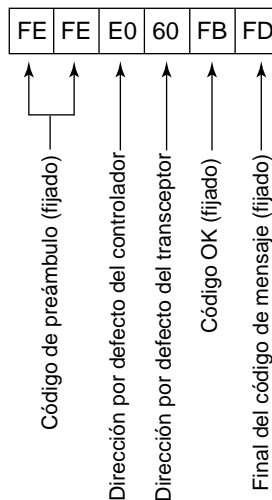 FE FE E0 60 FB FD
Código de preámbulo (fijado)
Dirección por defecto del controlador
Dirección por defecto del transceptor
Código OK (fijado)
Final del código de mensaje (fijado)